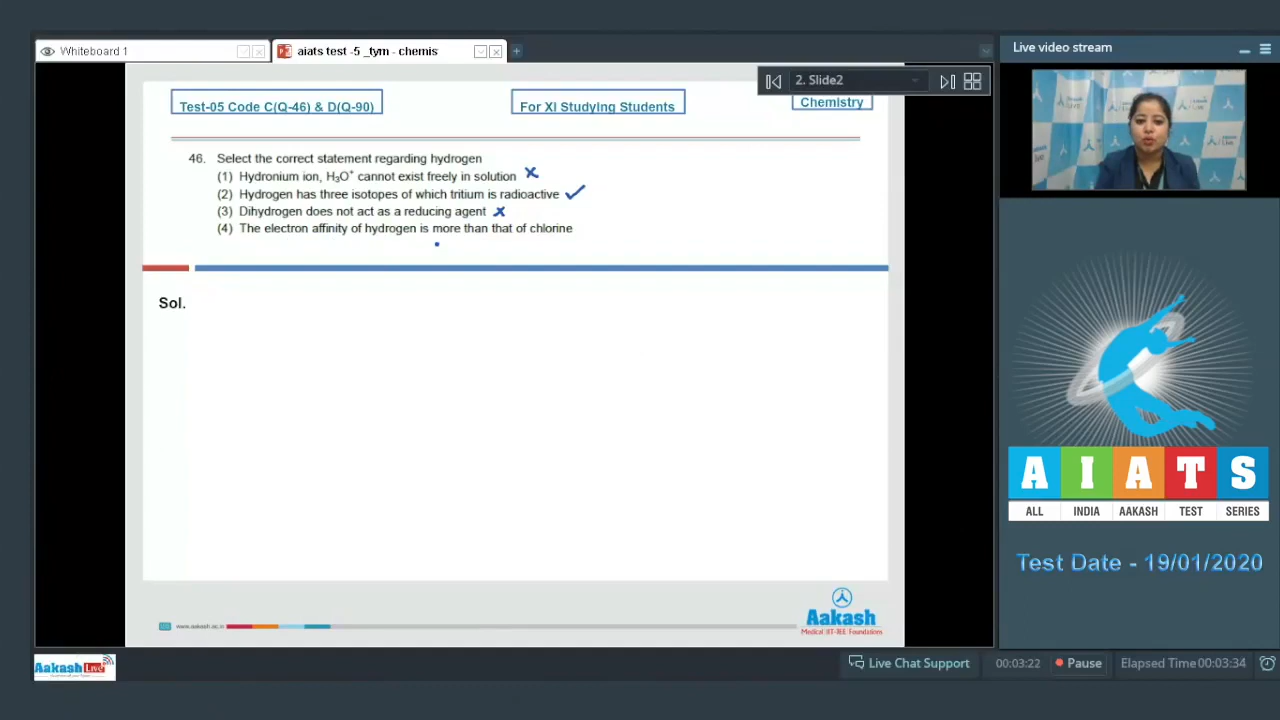 Whiteboard 1
aiats test -5 _tym - chemis
Live video stream
2. Slide2
Test-05 Code C(Q-46) & D(Q-90)
For XI Studying Students
Chemistry
46. Select the correct statement regarding hydrogen
(1) Hydronium ion, H₃O⁺ cannot exist freely in solution
(2) Hydrogen has three isotopes of which tritium is radioactive
(3) Dihydrogen does not act as a reducing agent
(4) The electron affinity of hydrogen is more than that of chlorine
Sol.
A I A T S
ALL INDIA AAKASH TEST SERIES
Test Date - 19/01/2020
www.aakash.ac.in
Aakash
Medical|IIT-JEE|Foundations
Aakash Live
Live Chat Support
00:03:22
Pause
Elapsed Time 00:03:34